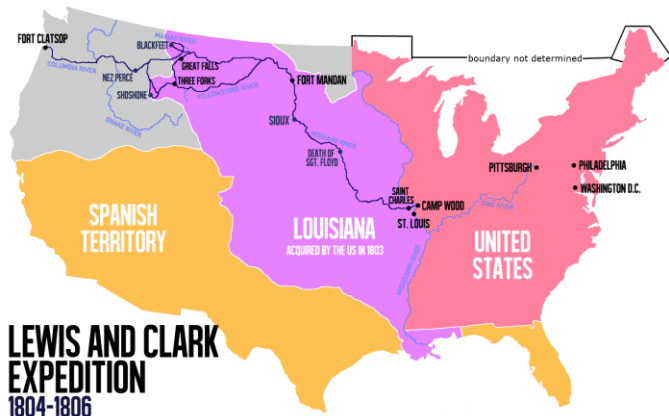 boundary not determined
FORT CLATSOP
MARIAS RIVER
BLACKFEET
GREAT FALLS
COLUMBIA RIVER
NEZ PERCE
THREE FORKS
FORT MANDAN
YELLOWSTONE RIVER
SHOSHONE
SNAKE RIVER
SIOUX
MISSOURI RIVER
DEATH OF
SGT. FLOYD
PITTSBURGH
PHILADELPHIA
WASHINGTON D.C.
SAINT
CHARLES
CAMP WOOD
ST. LOUIS
OHIO RIVER
SPANISH
TERRITORY
LOUISIANA
ACQUIRED BY THE US IN 1803
MISSISSIPPI RIVER
UNITED
STATES
LEWIS AND CLARK
EXPEDITION
1804-1806